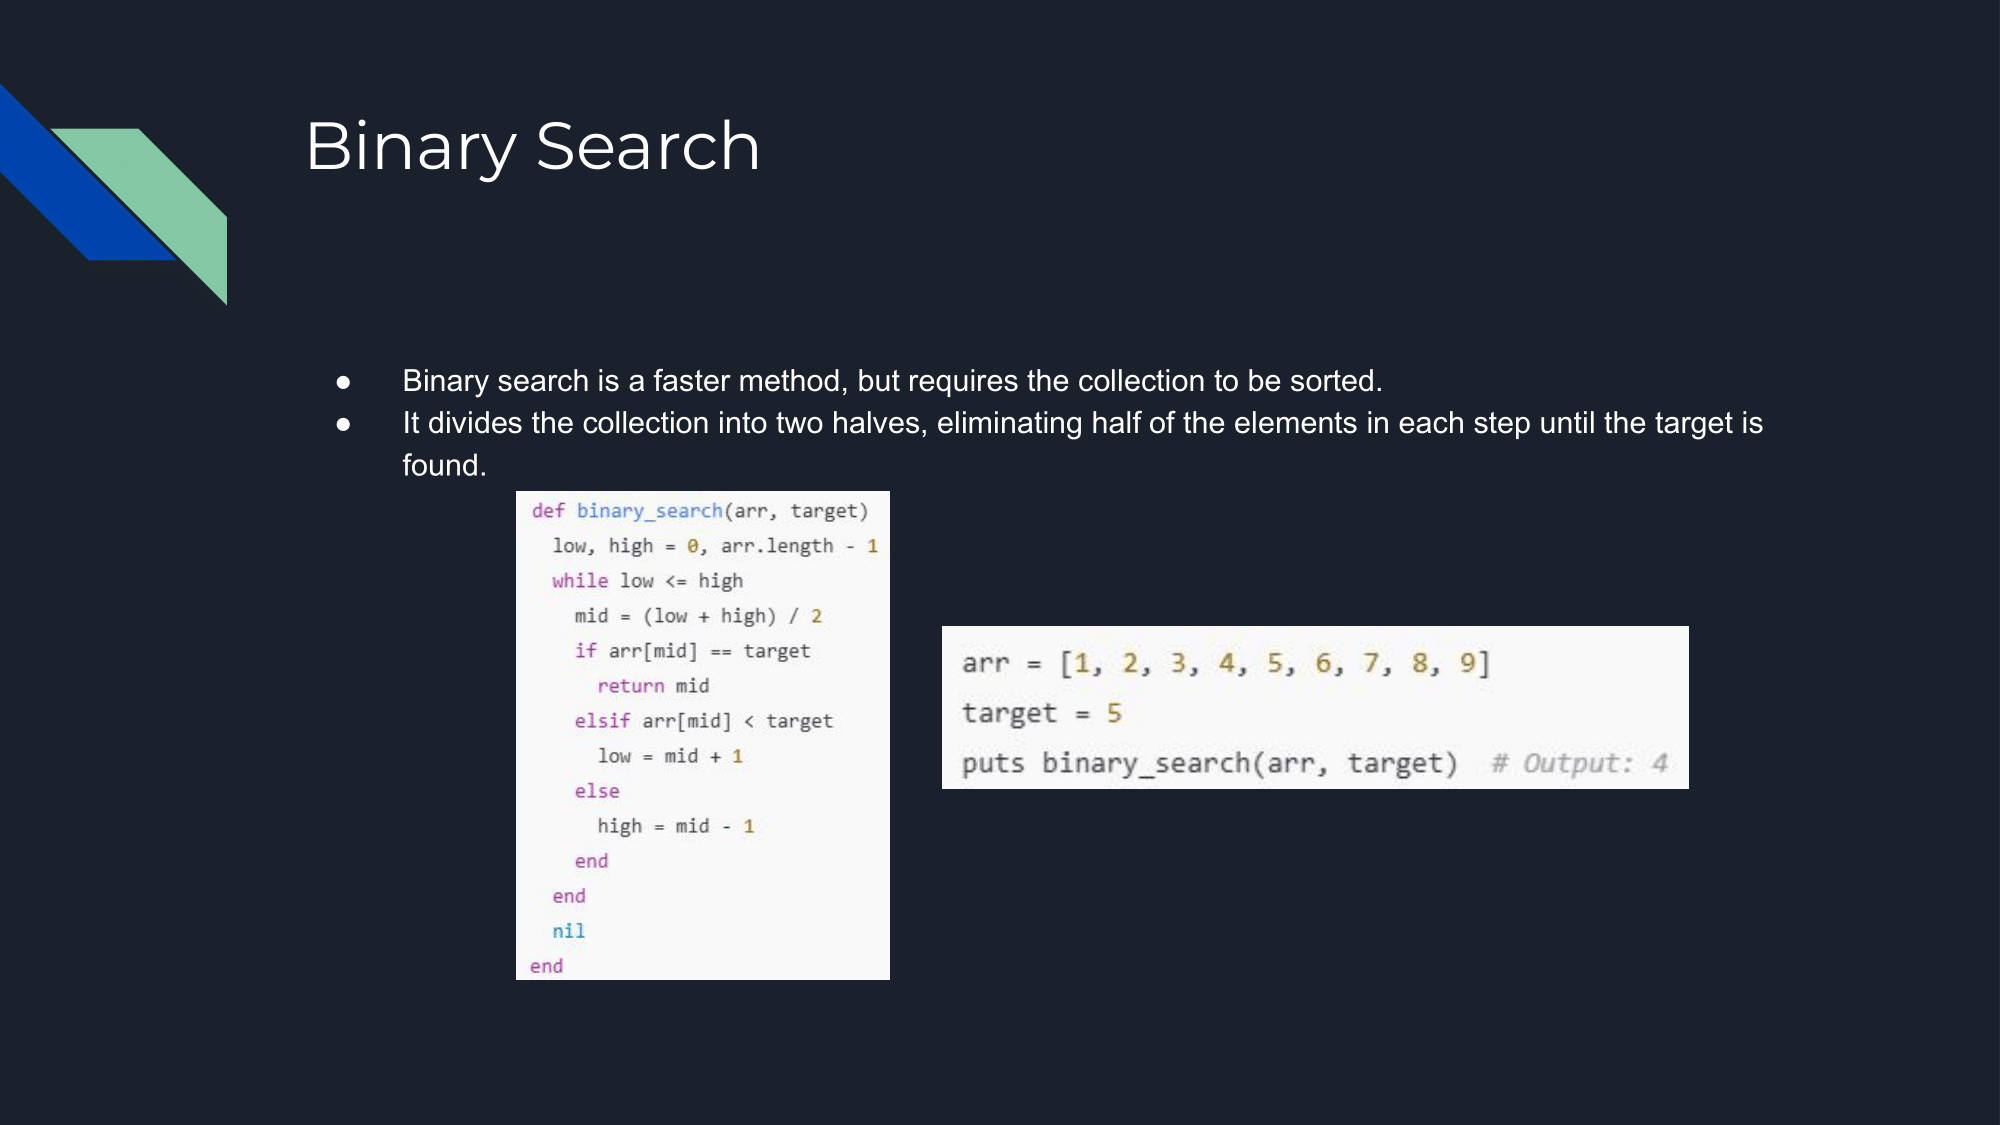 Binary Search
● Binary search is a faster method, but requires the collection to be sorted.
● It divides the collection into two halves, eliminating half of the elements in each step until the target is
found.
def binary_search(arr, target)
  low, high = 0, arr.length - 1
  while low <= high
    mid = (low + high) / 2
    if arr[mid] == target
      return mid
    elsif arr[mid] < target
      low = mid + 1
    else
      high = mid - 1
    end
  end
  nil
end
arr = [1, 2, 3, 4, 5, 6, 7, 8, 9]
target = 5
puts binary_search(arr, target)  # Output: 4